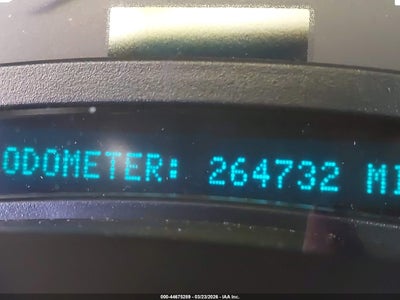 ODOMETER: 264732 MI
000-44675269 - 03/23/2026 - IAA Inc.